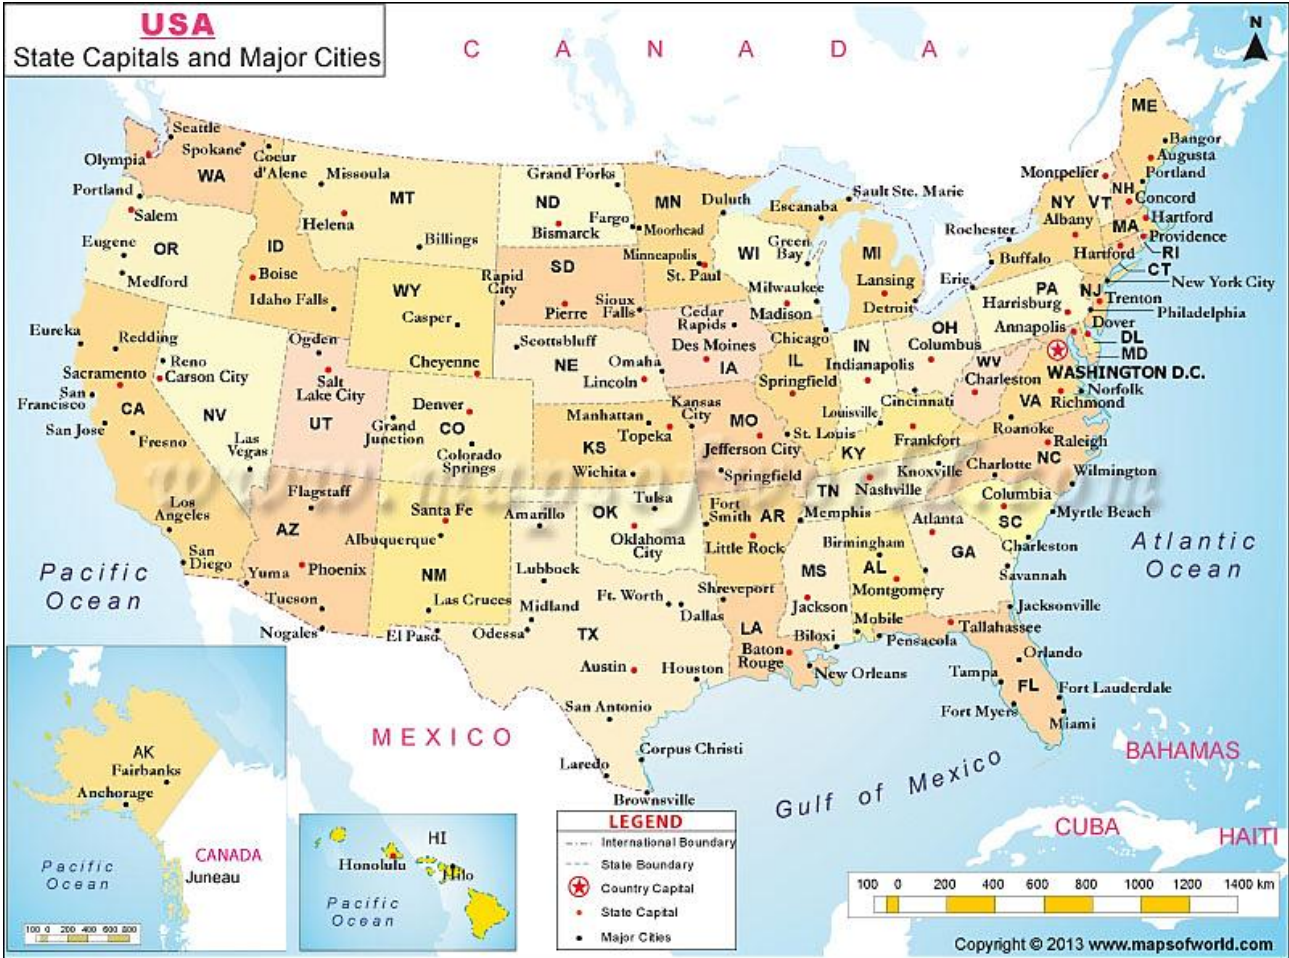 USA
State Capitals and Major Cities
C A N A D A
N
Seattle
Spokane
Coeur
d'Alene
Olympia
WA
Portland
Salem
Eugene
OR
Medford
Missoula
MT
Helena
Billings
ID
Boise
Idaho Falls
Grand Forks
ND
Fargo
Bismarck
MN
Duluth
Moorhead
Minneapolis
St. Paul
Escanaba
Sault Ste. Marie
WI
Green
Bay
Milwaukee
Madison
MI
Lansing
Detroit
ME
Bangor
Augusta
Portland
Montpelier
NH
Concord
NY
VT
Albany
MA
Hartford
Providence
Hartford
RI
CT
Rochester
Buffalo
New York City
Erie
PA
NJ
Harrisburg
Trenton
Philadelphia
Annapolis
Dover
DL
MD
WASHINGTON D.C.
SD
Rapid
City
Pierre
Sioux
Falls
WY
Casper
Cheyenne
Cedar
Rapids
Des Moines
IA
Scottsbluff
NE
Omaha
Lincoln
Chicago
IL
Springfield
IN
Indianapolis
OH
Columbus
Cincinnati
WV
Charleston
VA
Norfolk
Richmond
Roanoke
Eureka
Redding
Reno
Carson City
Sacramento
San
Francisco
CA
San Jose
Fresno
NV
Las
Vegas
Los
Angeles
San
Diego
Ogden
Salt
Lake City
UT
Denver
Grand
Junction
CO
Colorado
Springs
Manhattan
Topeka
KS
Wichita
Kansas
City
MO
Jefferson City
Springfield
St. Louis
Louisville
Frankfort
KY
Knoxville
Charlotte
Raleigh
NC
Wilmington
TN
Nashville
Memphis
Columbia
SC
Myrtle Beach
Charleston
www.mapsofworld.com
Flagstaff
AZ
Phoenix
Yuma
Tucson
Nogales
Santa Fe
Albuquerque
NM
Las Cruces
El Paso
Amarillo
OK
Tulsa
Oklahoma
City
Fort
Smith
AR
Little Rock
Lubbock
Midland
Odessa
Ft. Worth
Dallas
TX
Austin
Houston
San Antonio
Corpus Christi
Laredo
Brownsville
Shreveport
LA
Baton
Rouge
New Orleans
MS
Jackson
Biloxi
Birmingham
AL
Montgomery
Mobile
Atlanta
GA
Savannah
Jacksonville
Pensacola
Tallahassee
Orlando
Tampa
FL
Fort Lauderdale
Fort Myers
Miami
Pacific
Ocean
Atlantic
Ocean
MEXICO
Gulf of Mexico
BAHAMAS
CUBA
HAITI
AK
Fairbanks
Anchorage
CANADA
Juneau
Pacific
Ocean
100 0 200 400 600 800
HI
Honolulu
Hilo
Pacific
Ocean
LEGEND
International Boundary
State Boundary
Country Capital
State Capital
Major Cities
100 0 200 400 600 800 1000 1200 1400 km
Copyright © 2013 www.mapsofworld.com